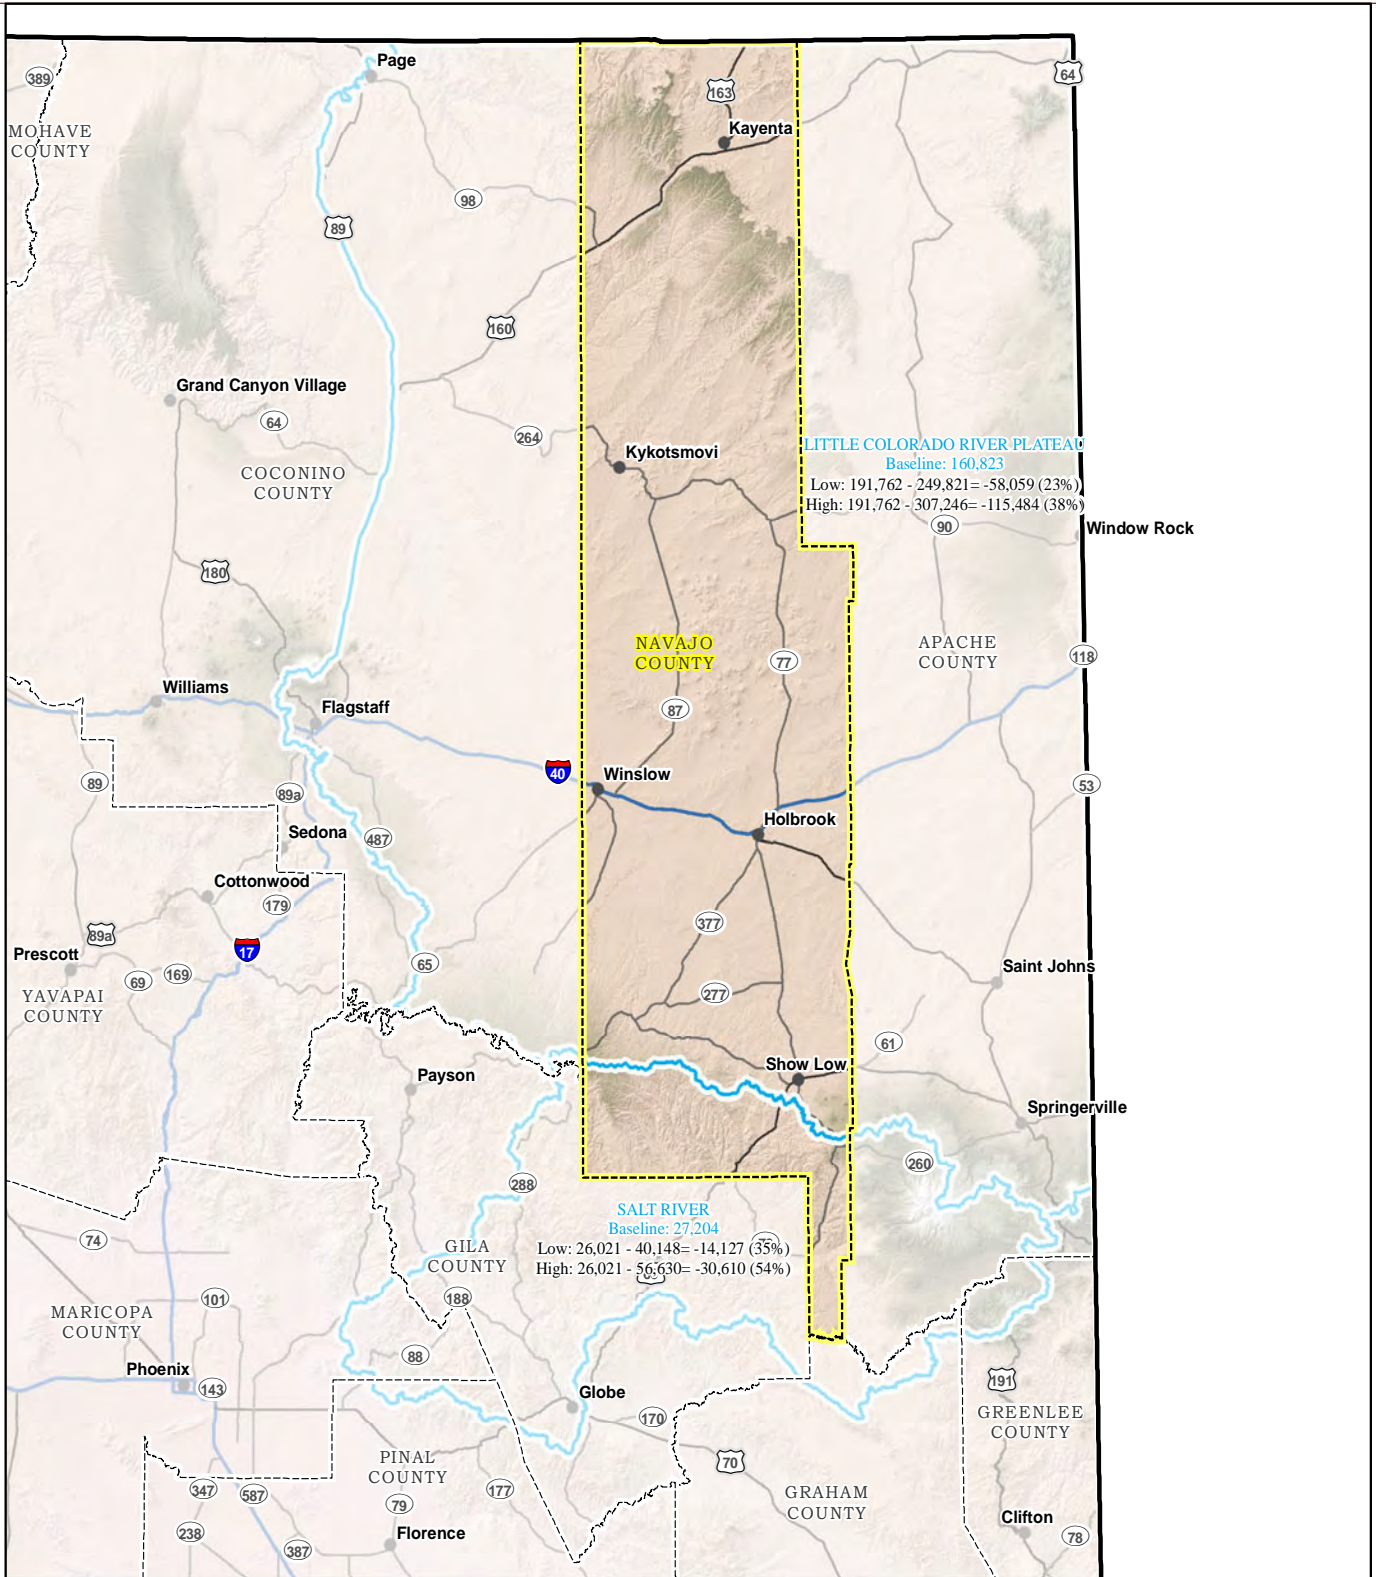 Page
389
64
163
MOHAVE
COUNTY
Kayenta
98
89
160
Grand Canyon Village
64
264
LITTLE COLORADO RIVER PLATEAU
Baseline: 160,823
Low: 191,762 - 249,821= -58,059 (23%)
High: 191,762 - 307,246= -115,484 (38%)
Kykotsmovi
COCONINO
COUNTY
90
Window Rock
180
NAVAJO
COUNTY
APACHE
COUNTY
118
77
Williams
Flagstaff
87
40
Winslow
89
89a
53
Holbrook
Sedona
487
Cottonwood
179
377
89a
17
Prescott
65
169
69
Saint Johns
YAVAPAI
COUNTY
277
61
Show Low
Payson
Springerville
260
288
SALT RIVER
Baseline: 27,204
Low: 26,021 - 40,148= -14,127 (35%)
High: 26,021 - 56,630= -30,610 (54%)
74
GILA
COUNTY
101
188
MARICOPA
COUNTY
88
Phoenix
143
191
Globe
170
GREENLEE
COUNTY
PINAL
COUNTY
70
347
587
177
79
GRAHAM
COUNTY
Clifton
238
Florence
78
387